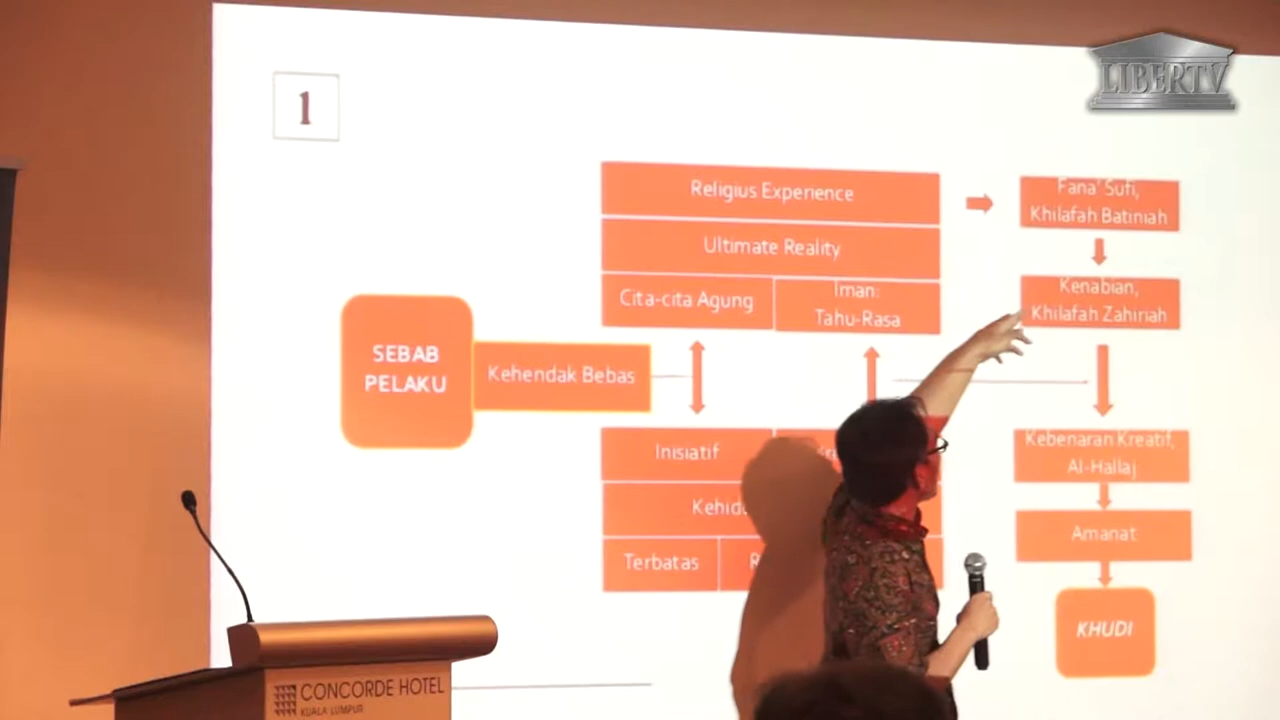 LIBERTV
1
Religius Experience
Ultimate Reality
Cita-cita Agung
Iman:
Tahu-Rasa
Fana' Sufi,
Khilafah Batiniah
Kenabian,
Khilafah Zahiriah
SEBAB
PELAKU
Kehendak Bebas
Inisiatif
Terbatas
Kebenaran Kreatif,
Al-Hallaj
Amanat
KHUDI
CONCORDE HOTEL
KUALA LUMPUR